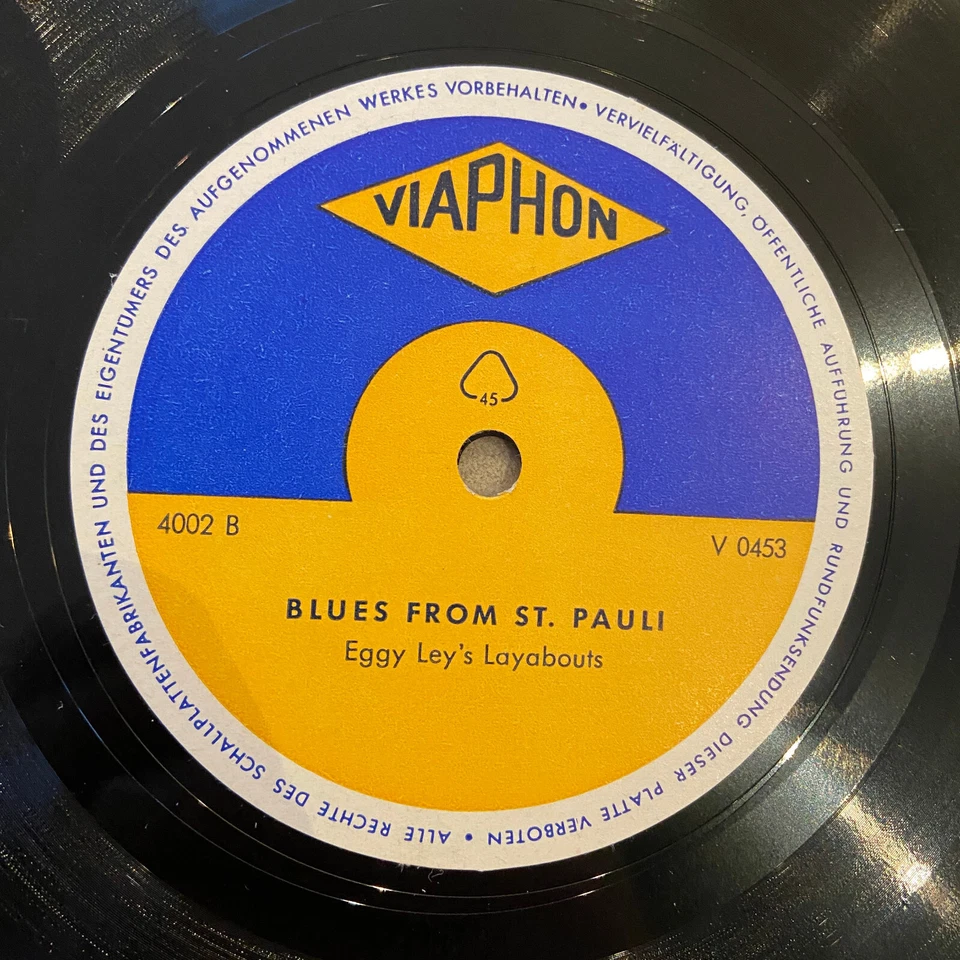 ALLE RECHTE DES SCHALLPLATTENFABRIKANTEN UND DES EIGENTÜMERS DES AUFGENOMMENEN WERKES VORBEHALTEN • VERVIELFÄLTIGUNG, ÖFFENTLICHE AUFFÜHRUNG UND RUNDFUNKSENDUNG DIESER PLATTE VERBOTEN •
VIAPHON
45
4002 B
V 0453
BLUES FROM ST. PAULI
Eggy Ley's Layabouts